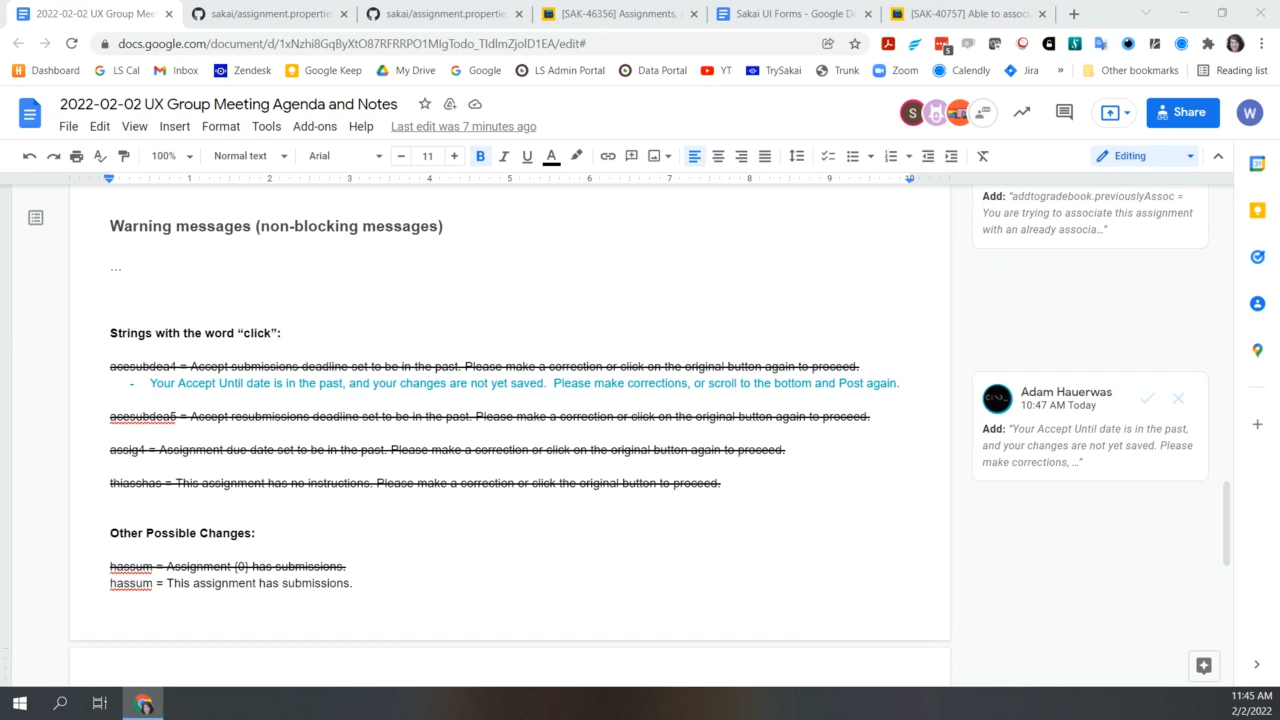 2022-02-02 UX Group Mee
sakai/assignment.propertie
sakai/assignment.propertie
[SAK-46356] Assignments,
Sakai UI Forms - Google Do
[SAK-40757] Able to associ
docs.google.com/document/d/1xNzhi8GqByXtOB7RFRRPO1MIgTodo_TIdlmZjolD1EA/edit#
5
Dashboard
LS Cal
Inbox
Zendesk
Google Keep
My Drive
Google
LS Admin Portal
Data Portal
YT
TrySakai
Trunk
Zoom
Calendly
Jira
»
Other bookmarks
Reading list
2022-02-02 UX Group Meeting Agenda and Notes
S
Share
W
File Edit View Insert Format Tools Add-ons Help Last edit was 7 minutes ago
100% Normal text Arial − 11 + B I U A Editing
1 2 3 4 5 6 7 8 9 10
Warning messages (non-blocking messages)
...
Strings with the word “click”:
acesubdea4 = Accept submissions deadline set to be in the past. Please make a correction or click on the original button again to proceed.
- Your Accept Until date is in the past, and your changes are not yet saved. Please make corrections, or scroll to the bottom and Post again.
acesubdea5 = Accept resubmissions deadline set to be in the past. Please make a correction or click on the original button again to proceed.
assig4 = Assignment due date set to be in the past. Please make a correction or click on the original button again to proceed.
thiasshas = This assignment has no instructions. Please make a correction or click the original button to proceed.
Other Possible Changes:
hassum = Assignment {0} has submissions.
hassum = This assignment has submissions.
Add: “addtogradebook.previouslyAssoc =
You are trying to associate this assignment
with an already associa…”
Adam Hauerwas
10:47 AM Today
Add: “Your Accept Until date is in the past,
and your changes are not yet saved. Please
make corrections, …”
11:45 AM
2/2/2022